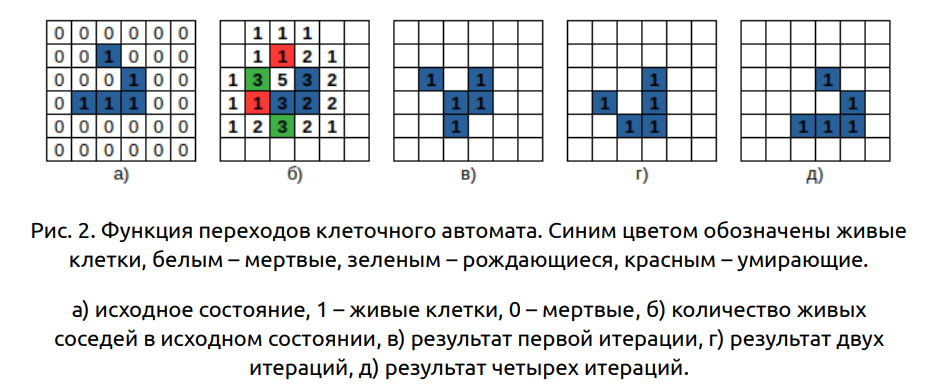 0 0 0 0 0 0 1 1 1
0 0 1 0 0 0 1 1 2 1
0 0 0 1 0 0 1 3 5 3 2 1 1 1 1
0 1 1 1 0 0 1 1 3 2 2 1 1 1 1 1
0 0 0 0 0 0 1 2 3 2 1 1 1 1 1 1 1
0 0 0 0 0 0
а) б) в) г) д)
Рис. 2. Функция переходов клеточного автомата. Синим цветом обозначены живые
клетки, белым – мертвые, зеленым – рождающиеся, красным – умирающие.
а) исходное состояние, 1 – живые клетки, 0 – мертвые, б) количество живых
соседей в исходном состоянии, в) результат первой итерации, г) результат двух
итераций, д) результат четырех итераций.